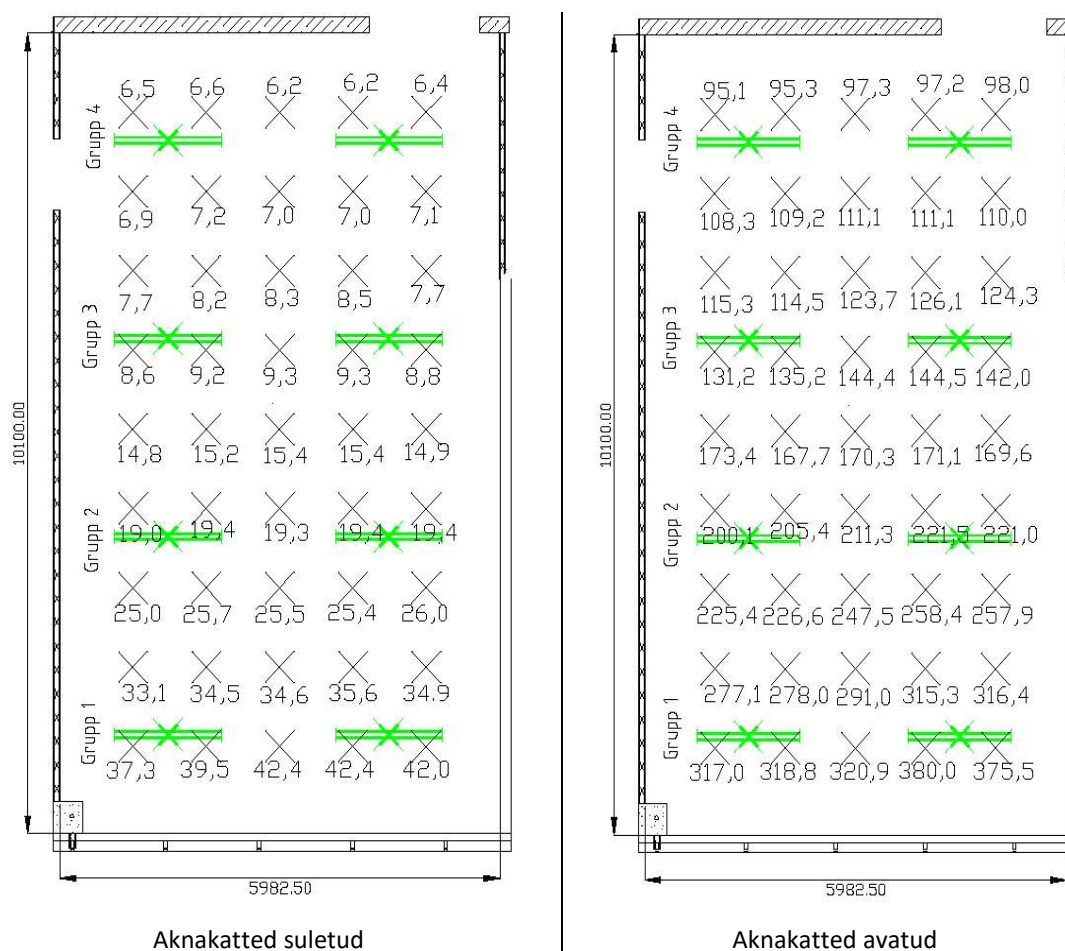 6,5 6,6 6,2 6,2 6,4
Grupp 4
6,9 7,2 7,0 7,0 7,1
7,7 8,2 8,3 8,5 7,7
Grupp 3
8,6 9,2 9,3 9,3 8,8
10100.00
14,8 15,2 15,4 15,4 14,9
Grupp 2
19,0 19,4 19,3 19,4 19,4
25,0 25,7 25,5 25,4 26,0
33,1 34,5 34,6 35,6 34,9
Grupp 1
37,3 39,5 42,4 42,4 42,0
5982.50
Aknakatted suletud
95,1 95,3 97,3 97,2 98,0
Grupp 4
108,3 109,2 111,1 111,1 110,0
115,3 114,5 123,7 126,1 124,3
Grupp 3
131,2 135,2 144,4 144,5 142,0
10100.00
173,4 167,7 170,3 171,1 169,6
Grupp 2
200,1 205,4 211,3 221,5 221,0
225,4 226,6 247,5 258,4 257,9
277,1 278,0 291,0 315,3 316,4
Grupp 1
317,0 318,8 320,9 380,0 375,5
5982.50
Aknakatted avatud